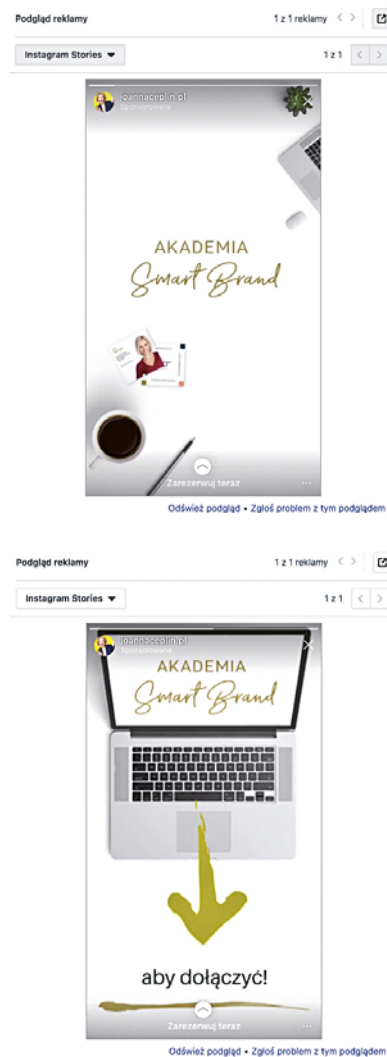 Podgląd reklamy
1 z 1 reklamy
Instagram Stories
1 z 1
joannaceplin.pl
Sponsorowane
AKADEMIA
Smart Brand
Zarezerwuj teraz
Odśwież podgląd • Zgłoś problem z tym podglądem
Podgląd reklamy
1 z 1 reklamy
Instagram Stories
1 z 1
joannaceplin.pl
Sponsorowane
AKADEMIA
Smart Brand
aby dołączyć!
Zarezerwuj teraz
Odśwież podgląd • Zgłoś problem z tym podglądem